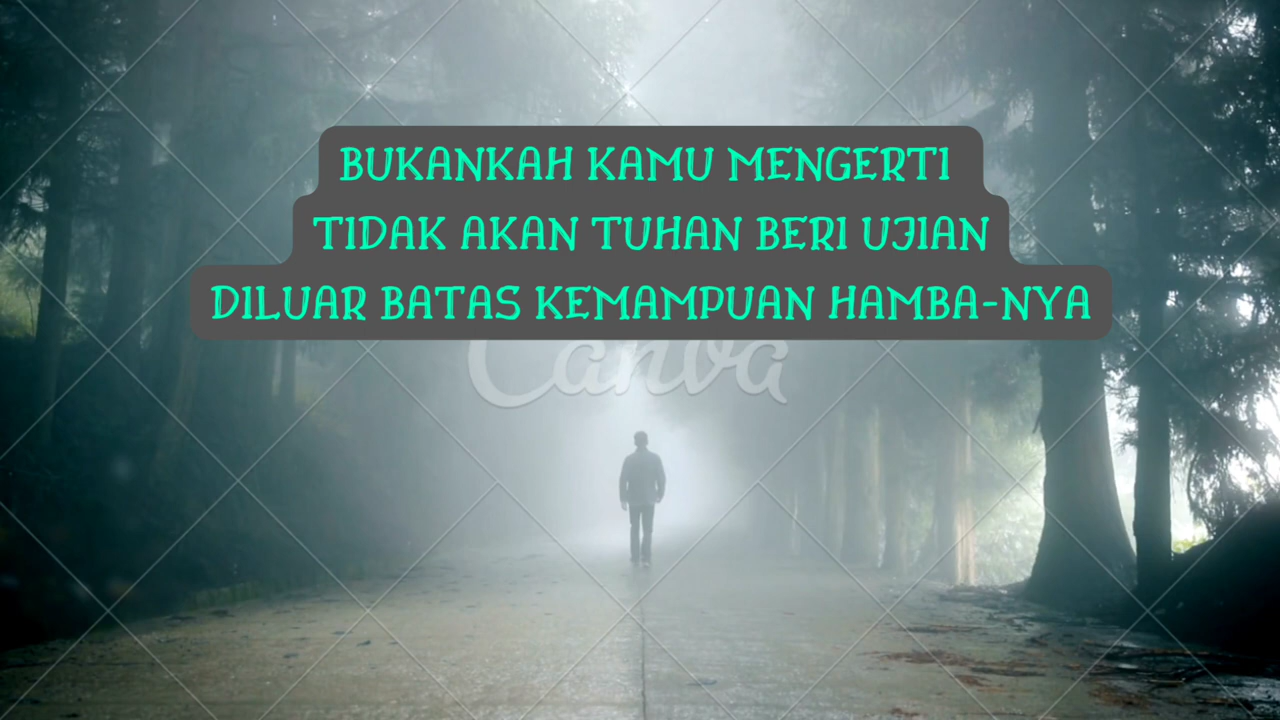 BUKANKAH KAMU MENGERTI
TIDAK AKAN TUHAN BERI UJIAN
DILUAR BATAS KEMAMPUAN HAMBA-NYA
Canva